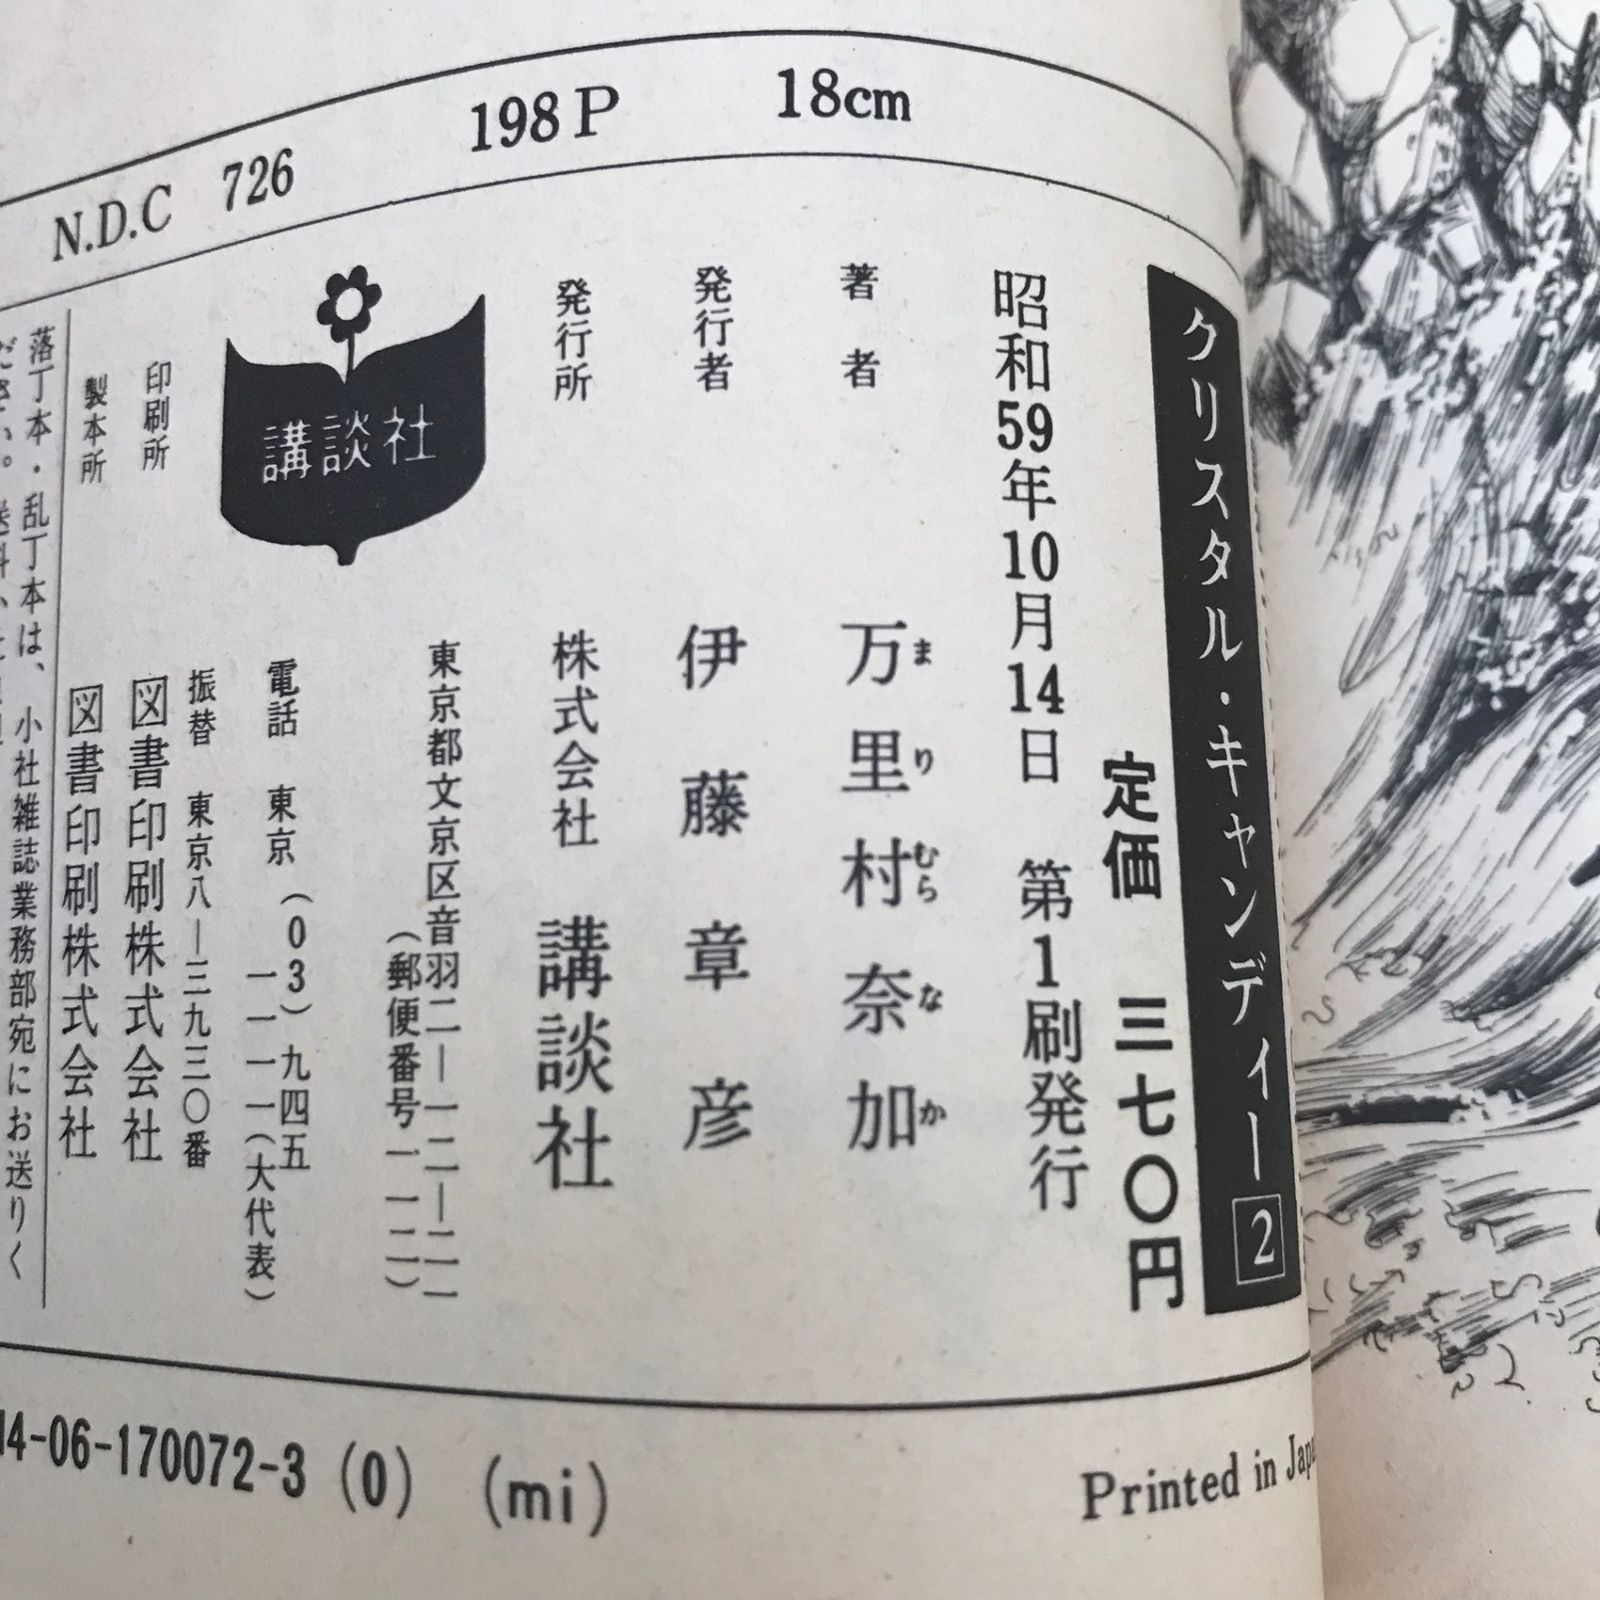 N.D.C 726 198P 18cm
クリスタル・キャンディー 2
定価 三七〇円
昭和59年10月14日 第1刷発行
著者 万里村奈加
まりむらなか
発行者 伊藤章彦
発行所 株式会社 講談社
東京都文京区音羽二―一二―二一
(郵便番号一一二)
電話 東京(03)九四五
一一一一(大代表)
振替 東京八―三九三〇番
講談社
印刷所 図書印刷株式会社
製本所 図書印刷株式会社
落丁本・乱丁本は、小社雑誌業務部宛にお送りく
ださい。送料小社
14-06-170072-3 (0) (mi)
Printed in Japa